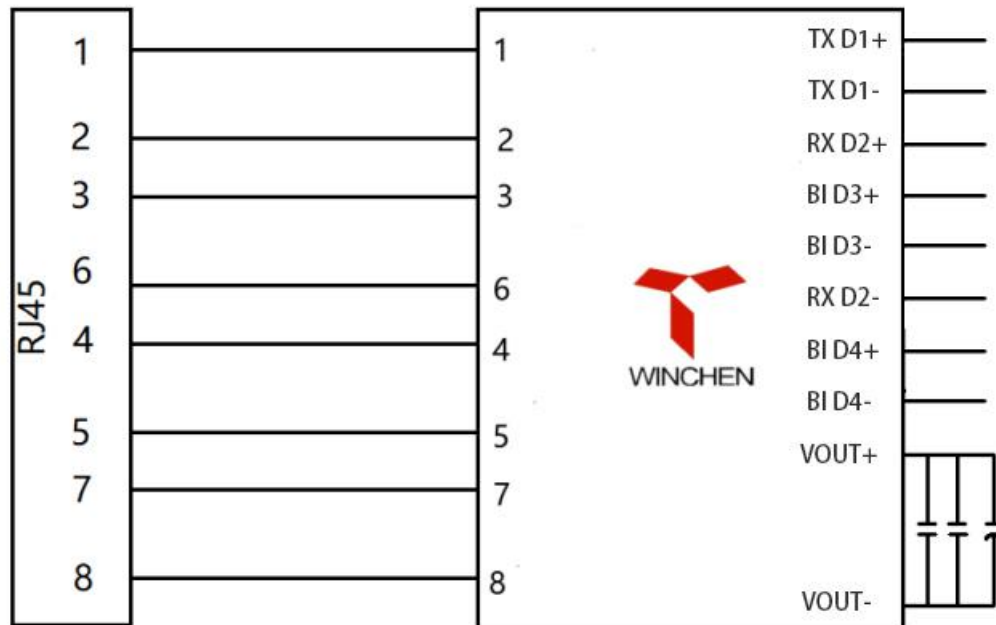 RJ45
1
2
3
6
4
5
7
8
1
2
3
6
4
5
7
8
WINCHEN
TX D1+
TX D1-
RX D2+
BI D3+
BI D3-
RX D2-
BI D4+
BI D4-
VOUT+
VOUT-